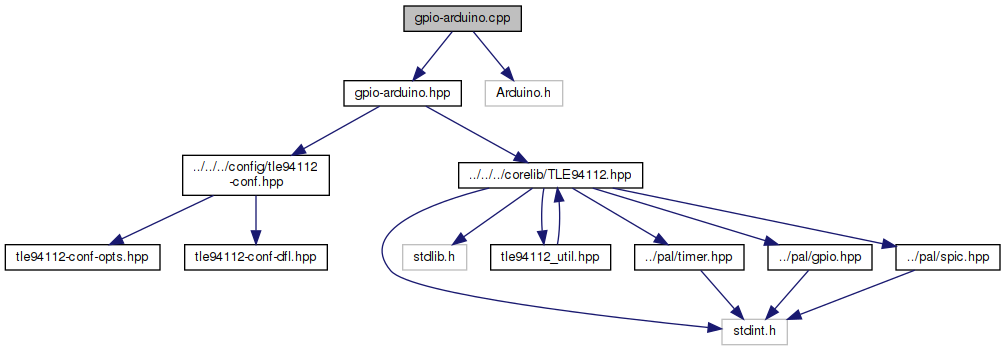 gpio-arduino.cpp
gpio-arduino.hpp
Arduino.h
../../../config/tle94112
-conf.hpp
../../../corelib/TLE94112.hpp
tle94112-conf-opts.hpp
tle94112-conf-dfl.hpp
stdlib.h
tle94112_util.hpp
../pal/timer.hpp
../pal/gpio.hpp
../pal/spic.hpp
stdint.h